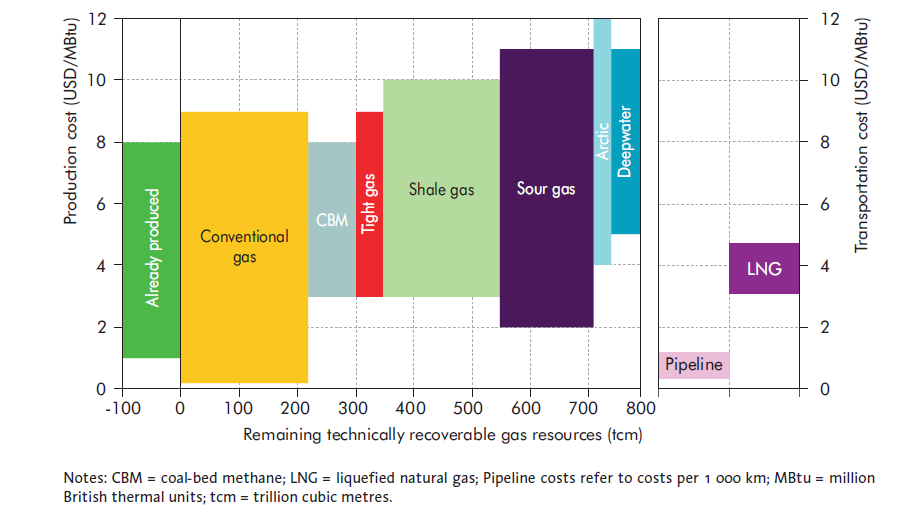 Production cost (USD/MBtu)
12
10
8
6
4
2
0
Already produced
Conventional
gas
CBM
Tight gas
Shale gas
Sour gas
Arctic
Deepwater
-100 0 100 200 300 400 500 600 700 800
Remaining technically recoverable gas resources (tcm)
Pipeline
LNG
12
10
8
6
4
2
0
Transportation cost (USD/MBtu)
Notes: CBM = coal-bed methane; LNG = liquefied natural gas; Pipeline costs refer to costs per 1 000 km; MBtu = million
British thermal units; tcm = trillion cubic metres.